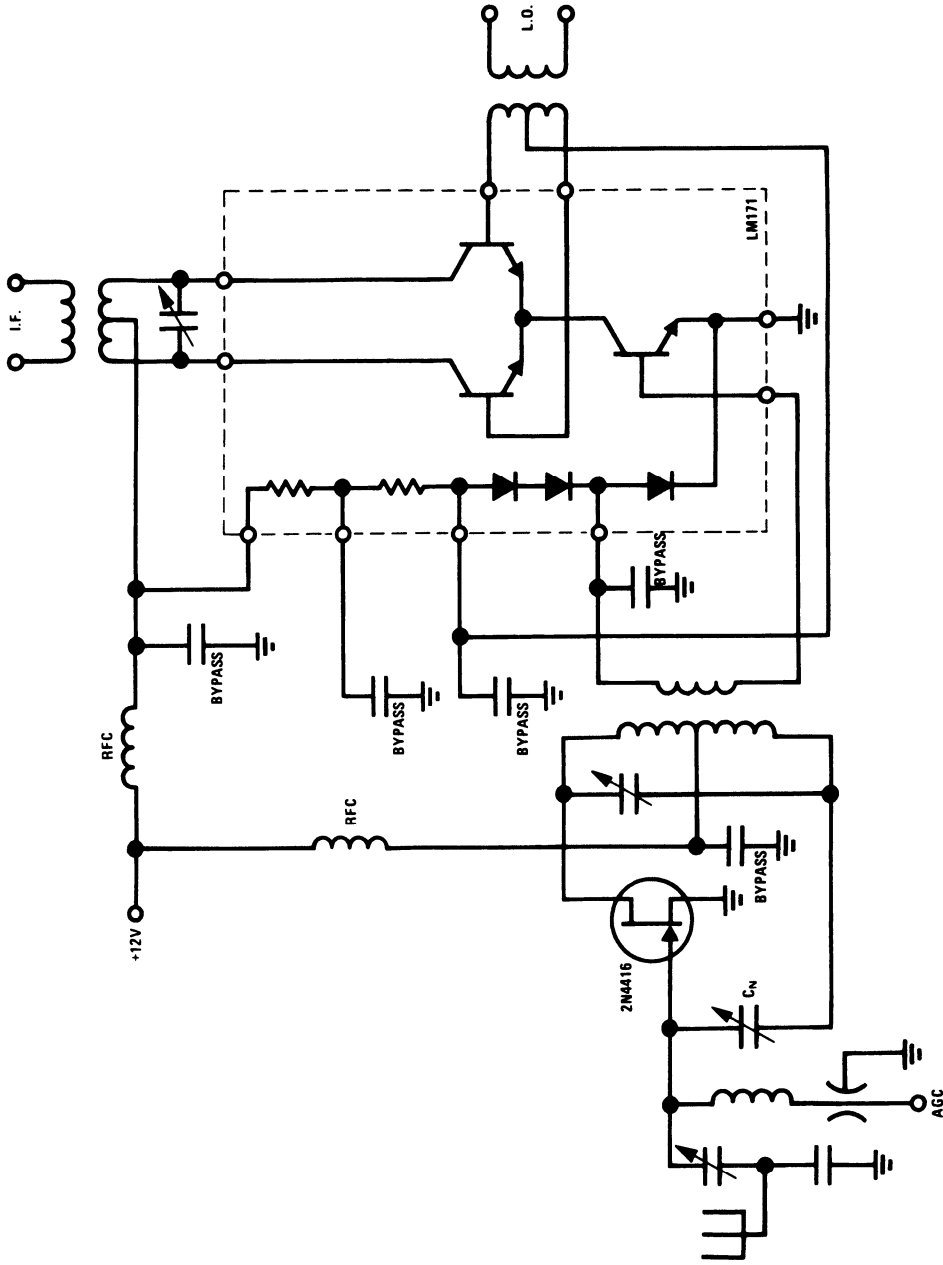 I.F.
L.O.
LM171
BYPASS
BYPASS
BYPASS
BYPASS
RFC
RFC
+12V
BYPASS
2N4416
CN
AGC